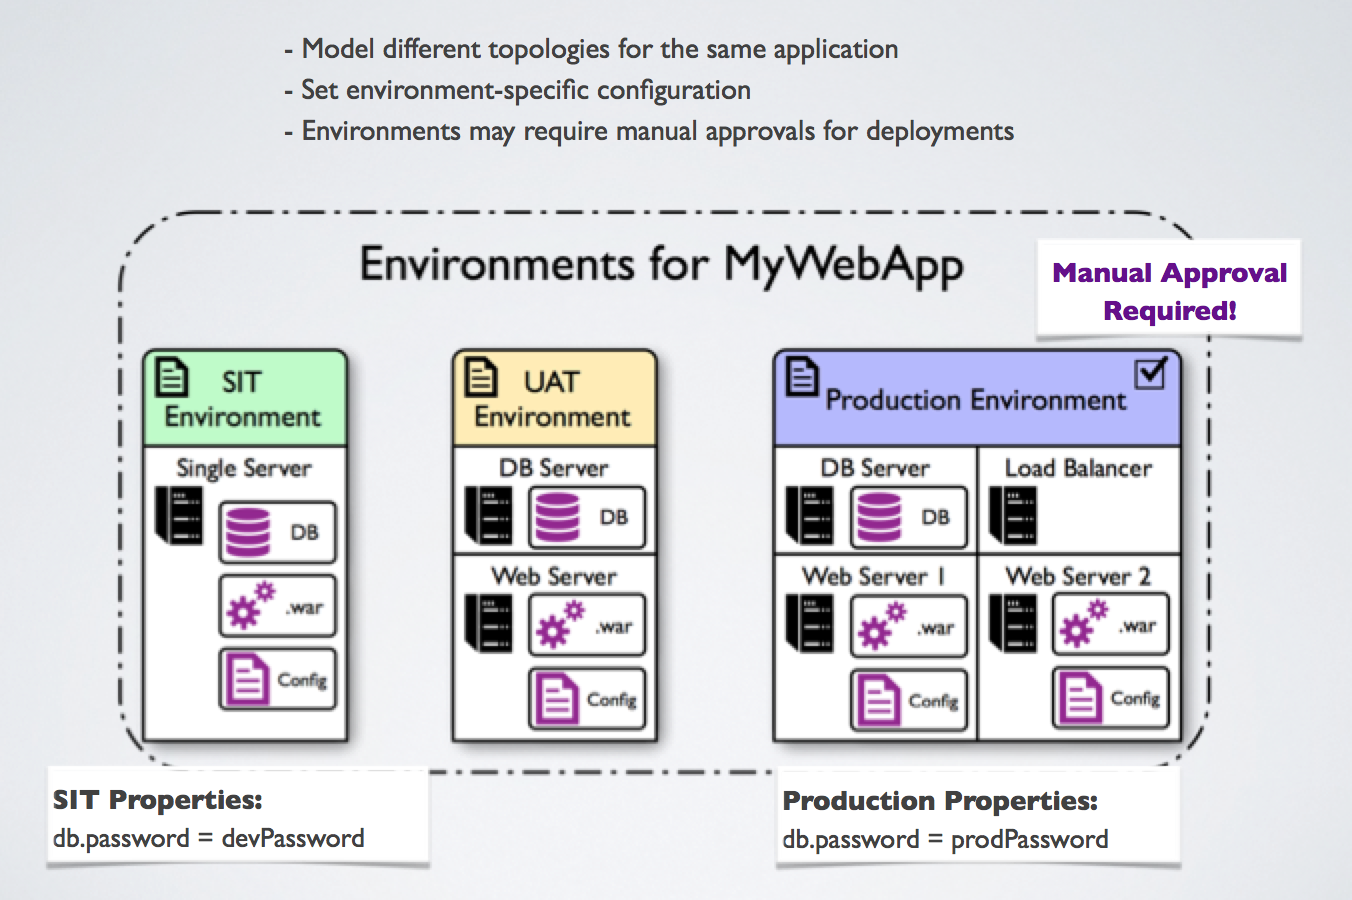 - Model different topologies for the same application
- Set environment-specific configuration
- Environments may require manual approvals for deployments
Environments for MyWebApp
Manual Approval
Required!
SIT
Environment
Single Server
DB
.war
Config
UAT
Environment
DB Server
DB
Web Server
.war
Config
Production Environment
DB Server
DB
Load Balancer
Web Server 1
.war
Config
Web Server 2
.war
Config
SIT Properties:
db.password = devPassword
Production Properties:
db.password = prodPassword